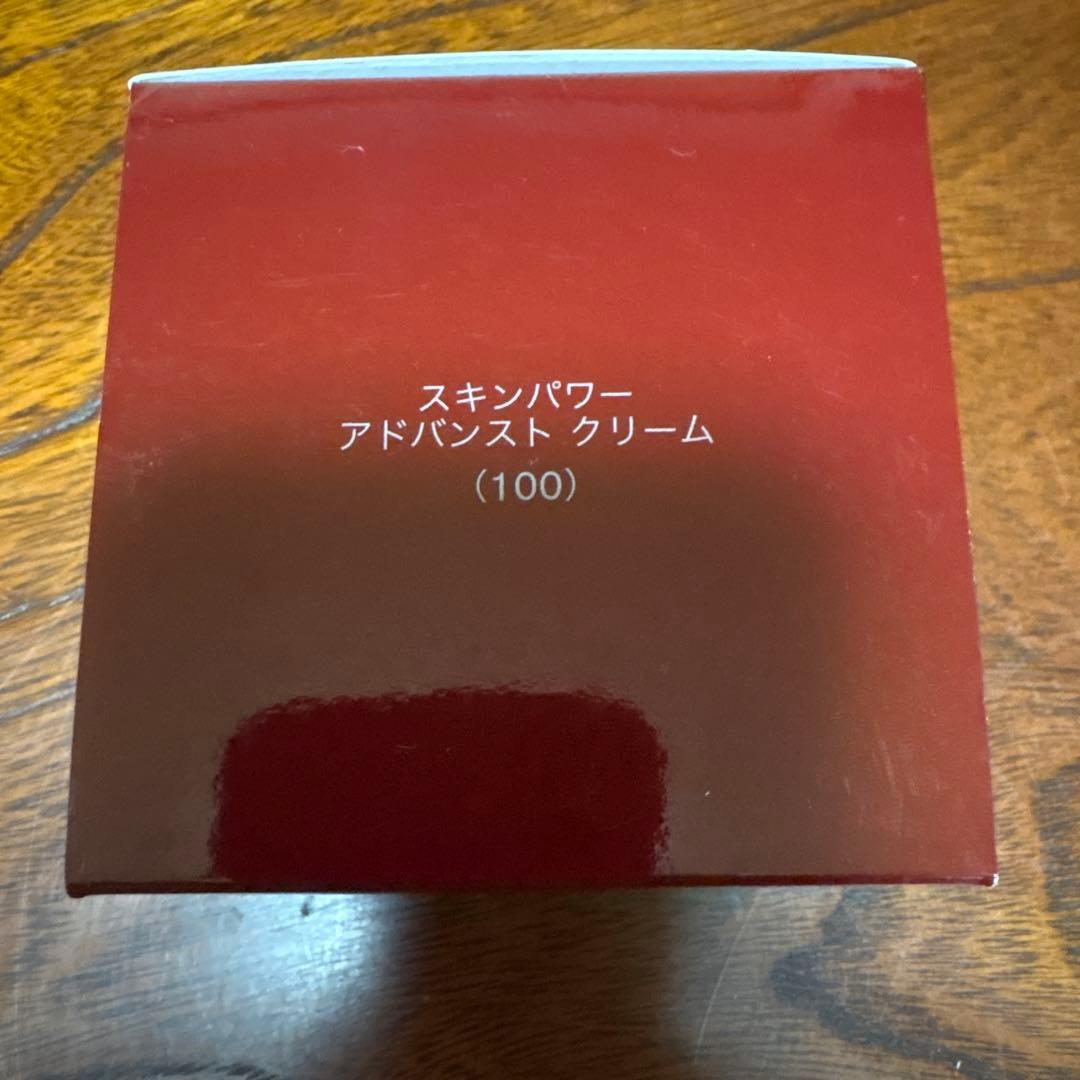 スキンパワー
アドバンスト クリーム
（100）